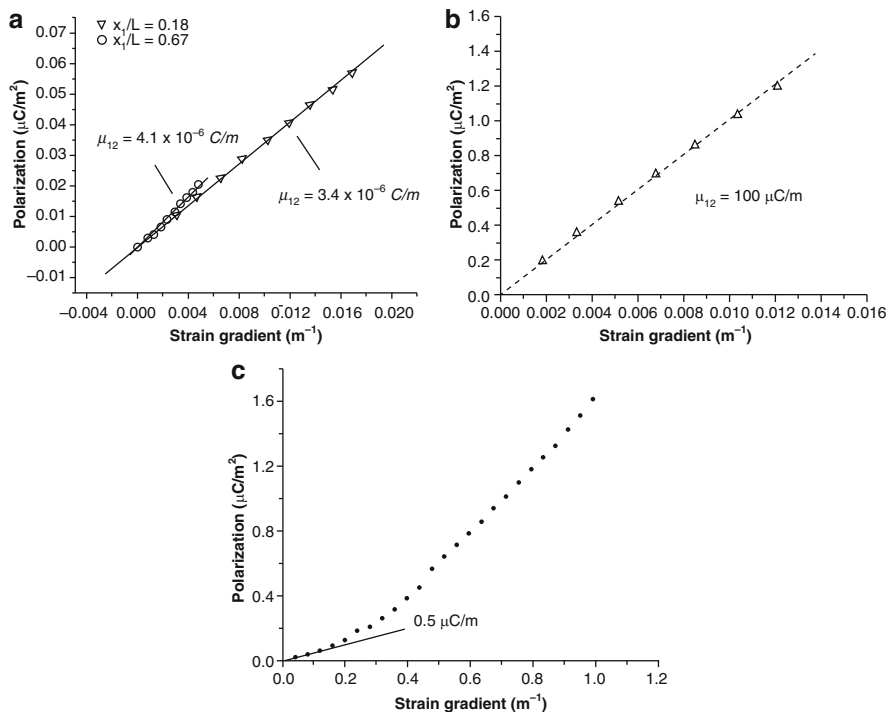 a
▽ x₁/L = 0.18
○ x₁/L = 0.67
0.07
0.06
0.05
0.04
0.03
0.02
0.01
0.00
–0.01
Polarization (μC/m²)
μ₁₂ = 4.1 x 10⁻⁶ C/m
μ₁₂ = 3.4 x 10⁻⁶ C/m
–0.004 0.000 0.004 0.008 0.012 0.016 0.020
Strain gradient (m⁻¹)
b
1.6
1.4
1.2
1.0
0.8
0.6
0.4
0.2
0.0
Polarization (μC/m²)
μ₁₂ = 100 μC/m
0.000 0.002 0.004 0.006 0.008 0.010 0.012 0.014 0.016
Strain gradient (m⁻¹)
c
1.6
1.2
0.8
0.4
0.0
Polarization (μC/m²)
0.5 μC/m
0.0 0.2 0.4 0.6 0.8 1.0 1.2
Strain gradient (m⁻¹)